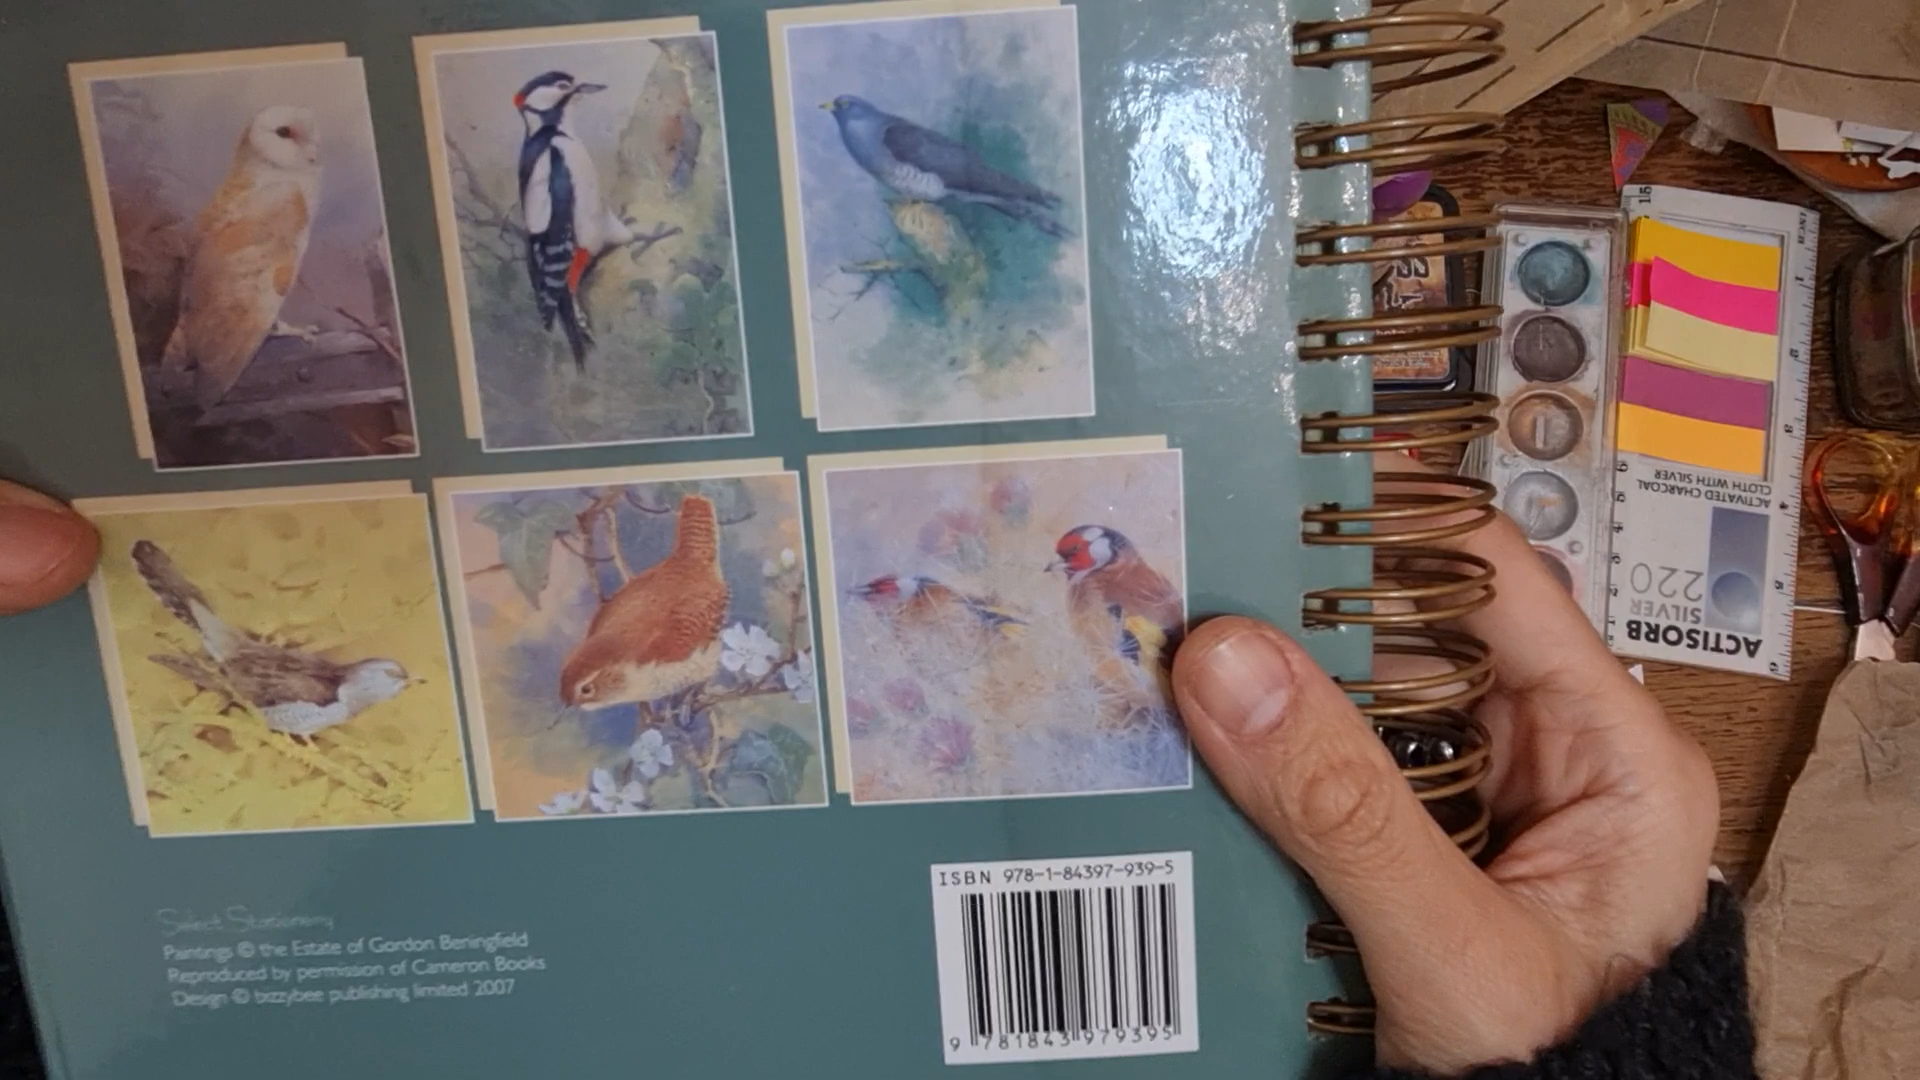 Select Stationery
Paintings © the Estate of Gordon Beningfield
Reproduced by permission of Cameron Books
Design © bizzybee publishing limited 2007
ISBN 978-1-84397-939-5
9 781843 979395
ACTIVATED CHARCOAL
CLOTH WITH SILVER
220
SILVER
ACTISORB